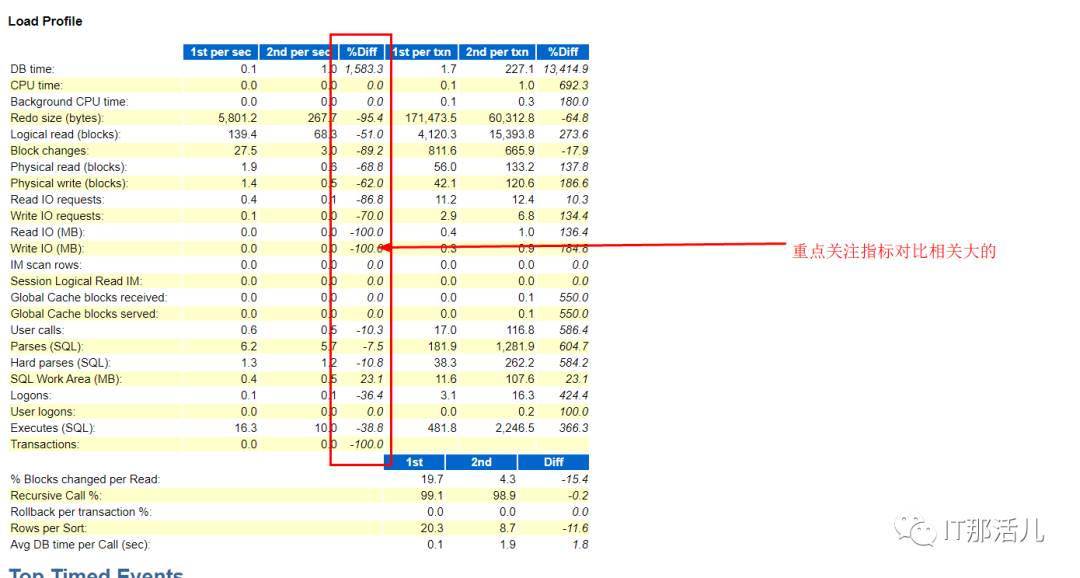 Load Profile
1st per sec 2nd per sec %Diff 1st per txn 2nd per txn %Diff
DB time: 0.1 1.0 1,583.3 1.7 227.1 13,414.9
CPU time: 0.0 0.0 0.0 0.1 1.0 692.3
Background CPU time: 0.0 0.0 0.0 0.1 0.3 180.0
Redo size (bytes): 5,801.2 267.7 -95.4 171,473.5 60,312.8 -64.8
Logical read (blocks): 139.4 68.3 -51.0 4,120.3 15,393.8 273.6
Block changes: 27.5 3.0 -89.2 811.6 665.9 -17.9
Physical read (blocks): 1.9 0.6 -68.8 56.0 133.2 137.8
Physical write (blocks): 1.4 0.5 -62.0 42.1 120.6 186.6
Read IO requests: 0.4 0.1 -86.8 11.2 12.4 10.3
Write IO requests: 0.1 0.0 -70.0 2.9 6.8 134.4
Read IO (MB): 0.0 0.0 -100.0 0.4 1.0 136.4
Write IO (MB): 0.0 0.0 -100.0 0.3 0.9 184.8
重点关注指标对比相关大的
IM scan rows: 0.0 0.0 0.0 0.0 0.0 0.0
Session Logical Read IM: 0.0 0.0 0.0 0.0 0.0 0.0
Global Cache blocks received: 0.0 0.0 0.0 0.0 0.1 550.0
Global Cache blocks served: 0.0 0.0 0.0 0.0 0.1 550.0
User calls: 0.6 0.5 -10.3 17.0 116.8 586.4
Parses (SQL): 6.2 5.7 -7.5 181.9 1,281.9 604.7
Hard parses (SQL): 1.3 1.2 -10.8 38.3 262.2 584.2
SQL Work Area (MB): 0.4 0.5 23.1 11.6 107.6 23.1
Logons: 0.1 0.1 -36.4 3.1 16.3 424.4
User logons: 0.0 0.0 0.0 0.0 0.2 100.0
Executes (SQL): 16.3 10.0 -38.8 481.8 2,246.5 366.3
Transactions: 0.0 0.0 -100.0
1st 2nd Diff
% Blocks changed per Read: 19.7 4.3 -15.4
Recursive Call %: 99.1 98.9 -0.2
Rollback per transaction %: 0.0 0.0 0.0
Rows per Sort: 20.3 8.7 -11.6
Avg DB time per Call (sec): 0.1 1.9 1.8
IT那活儿
Top Timed Events